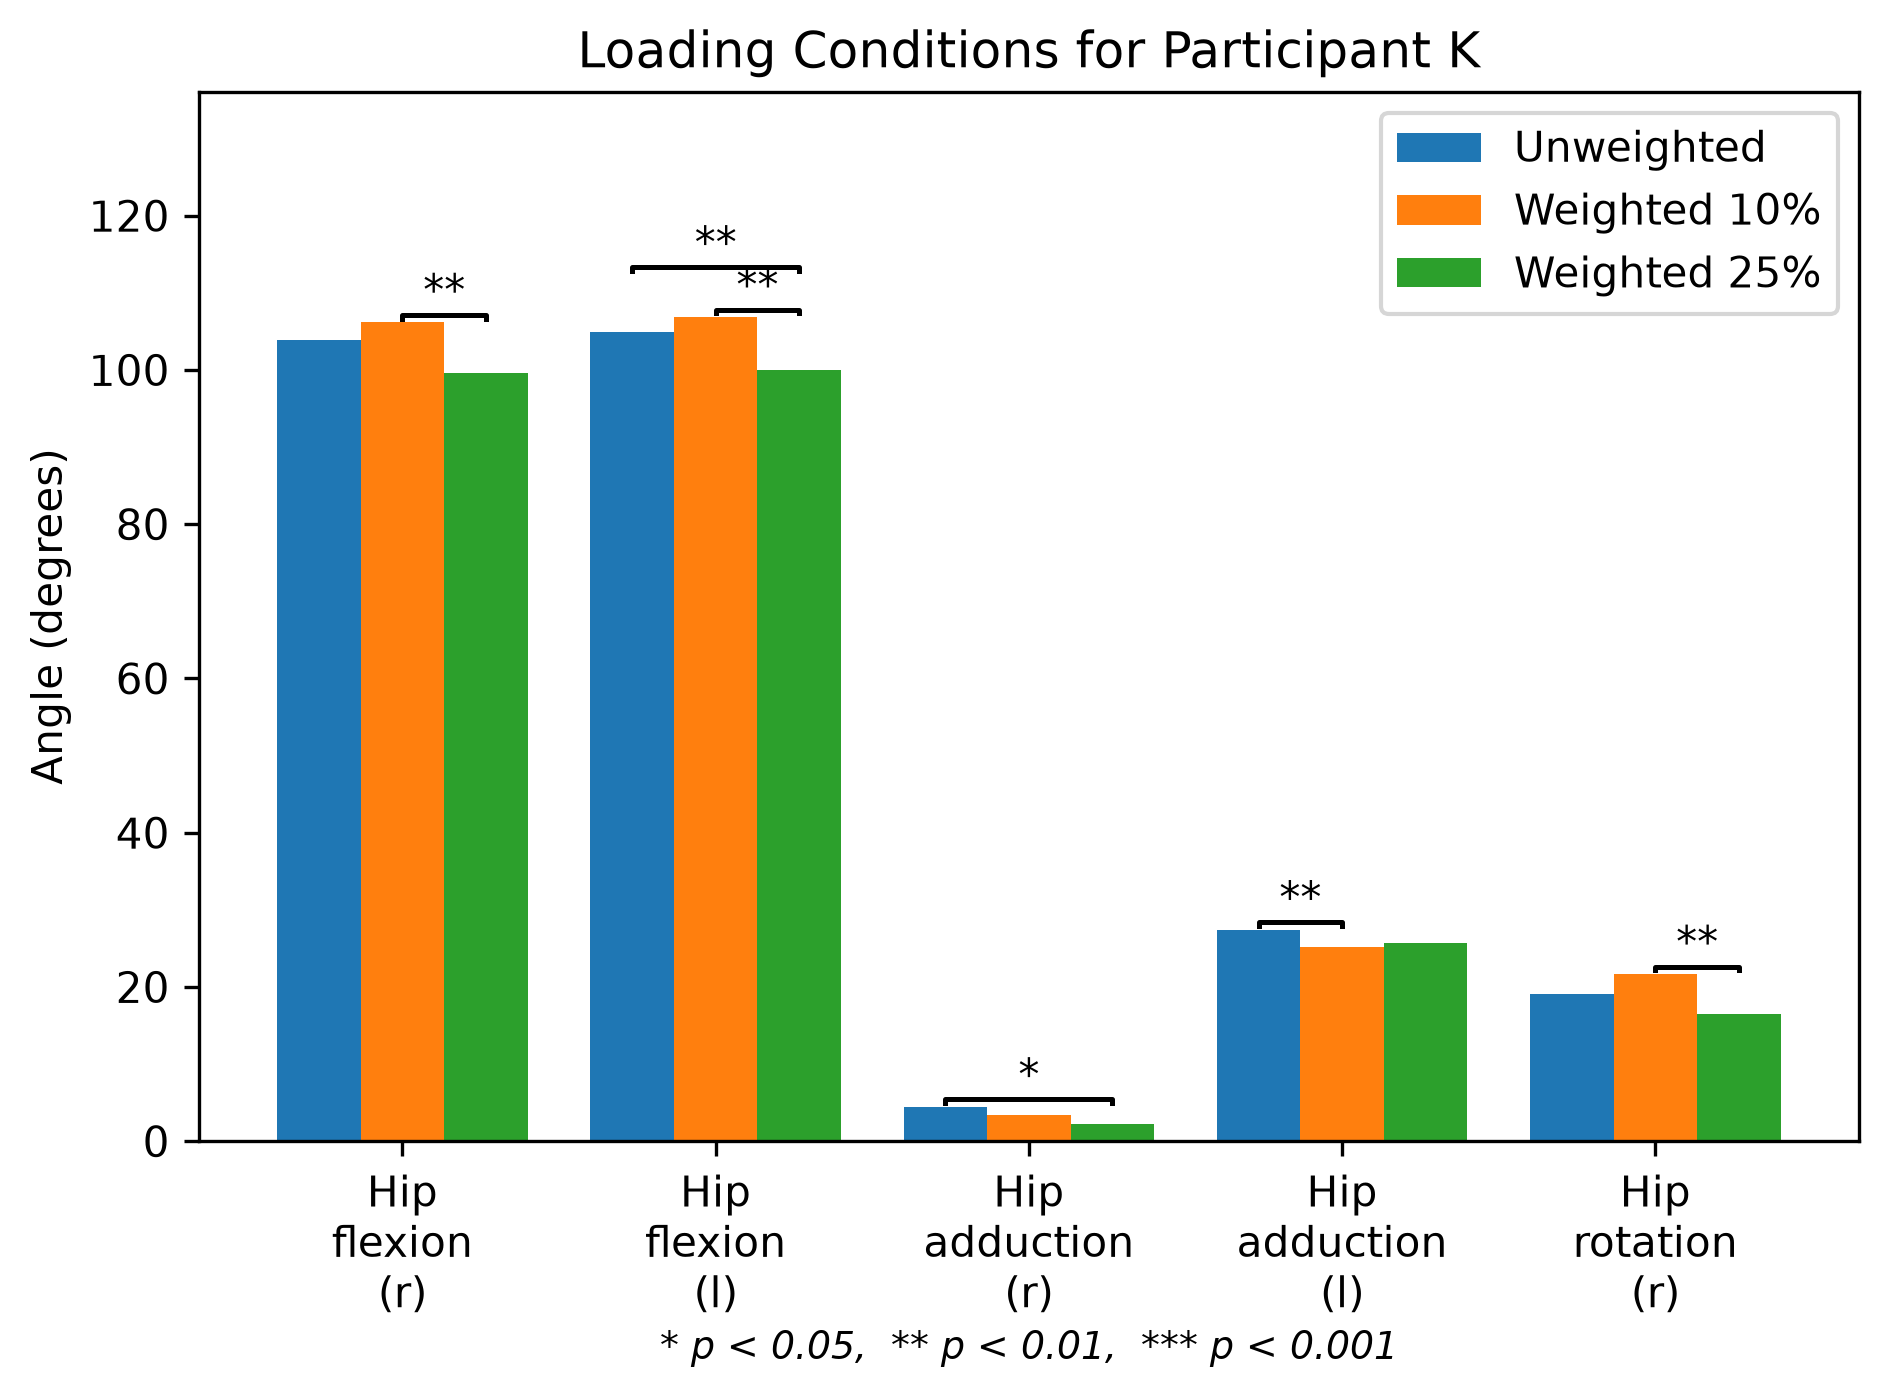 Loading Conditions for Participant K
Unweighted
Weighted 10%
Weighted 25%
Angle (degrees)
120
100
80
60
40
20
0
**
**
**
*
**
**
Hip
flexion
(r)
Hip
flexion
(l)
Hip
adduction
(r)
Hip
adduction
(l)
Hip
rotation
(r)
* p < 0.05,  ** p < 0.01,  *** p < 0.001